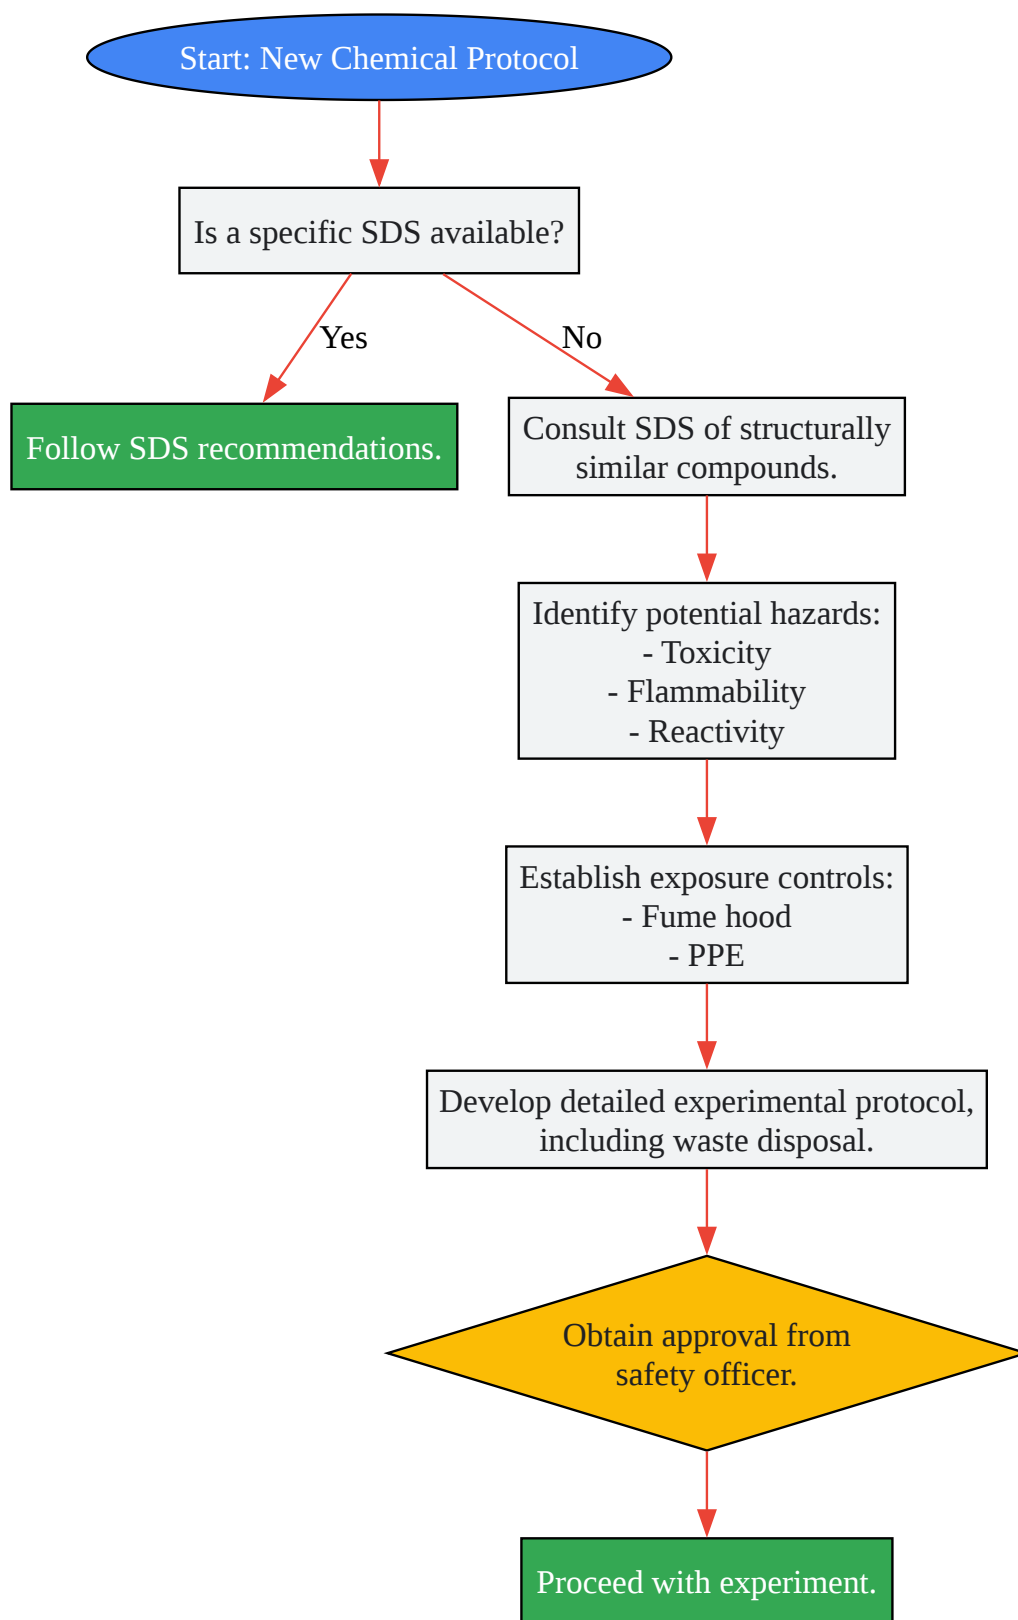 Start: New Chemical Protocol
Is a specific SDS available?
Yes
No
Follow SDS recommendations.
Consult SDS of structurally
similar compounds.
Identify potential hazards:
- Toxicity
- Flammability
- Reactivity
Establish exposure controls:
- Fume hood
- PPE
Develop detailed experimental protocol,
including waste disposal.
Obtain approval from
safety officer.
Proceed with experiment.